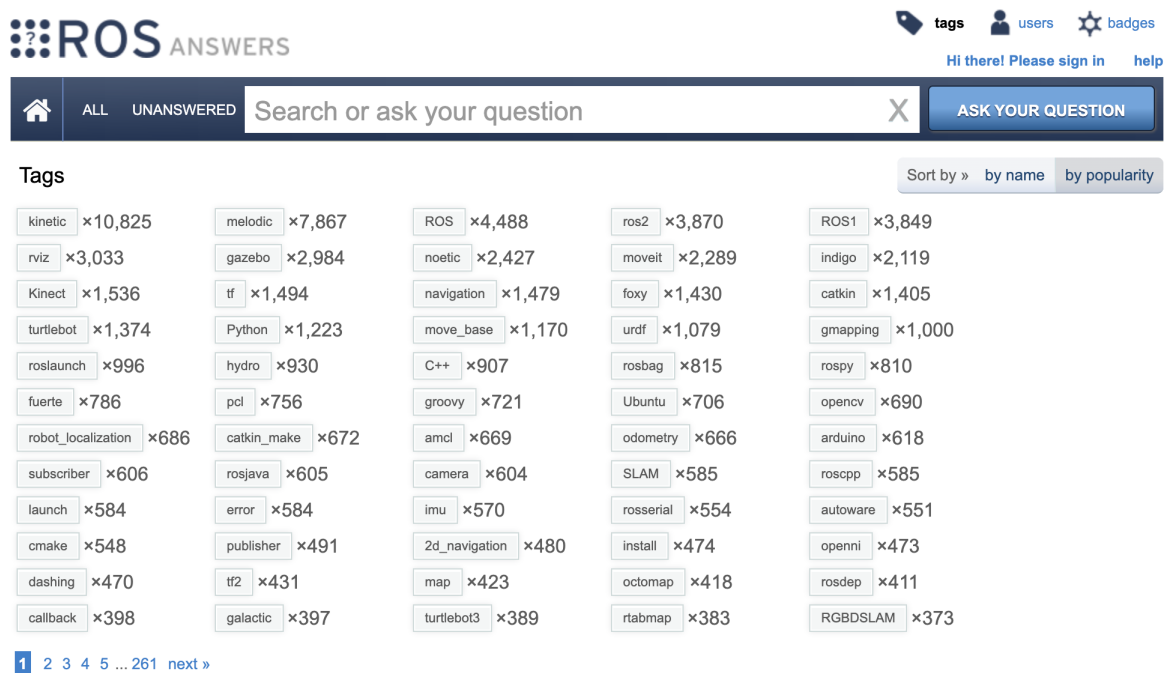 tags users badges
ROS ANSWERS
Hi there! Please sign in help
ALL UNANSWERED Search or ask your question X ASK YOUR QUESTION
Tags Sort by » by name by popularity
kinetic ×10,825 melodic ×7,867 ROS ×4,488 ros2 ×3,870 ROS1 ×3,849
rviz ×3,033 gazebo ×2,984 noetic ×2,427 moveit ×2,289 indigo ×2,119
Kinect ×1,536 tf ×1,494 navigation ×1,479 foxy ×1,430 catkin ×1,405
turtlebot ×1,374 Python ×1,223 move_base ×1,170 urdf ×1,079 gmapping ×1,000
roslaunch ×996 hydro ×930 C++ ×907 rosbag ×815 rospy ×810
fuerte ×786 pcl ×756 groovy ×721 Ubuntu ×706 opencv ×690
robot_localization ×686 catkin_make ×672 amcl ×669 odometry ×666 arduino ×618
subscriber ×606 rosjava ×605 camera ×604 SLAM ×585 roscpp ×585
launch ×584 error ×584 imu ×570 rosserial ×554 autoware ×551
cmake ×548 publisher ×491 2d_navigation ×480 install ×474 openni ×473
dashing ×470 tf2 ×431 map ×423 octomap ×418 rosdep ×411
callback ×398 galactic ×397 turtlebot3 ×389 rtabmap ×383 RGBDSLAM ×373
1 2 3 4 5 ... 261 next »